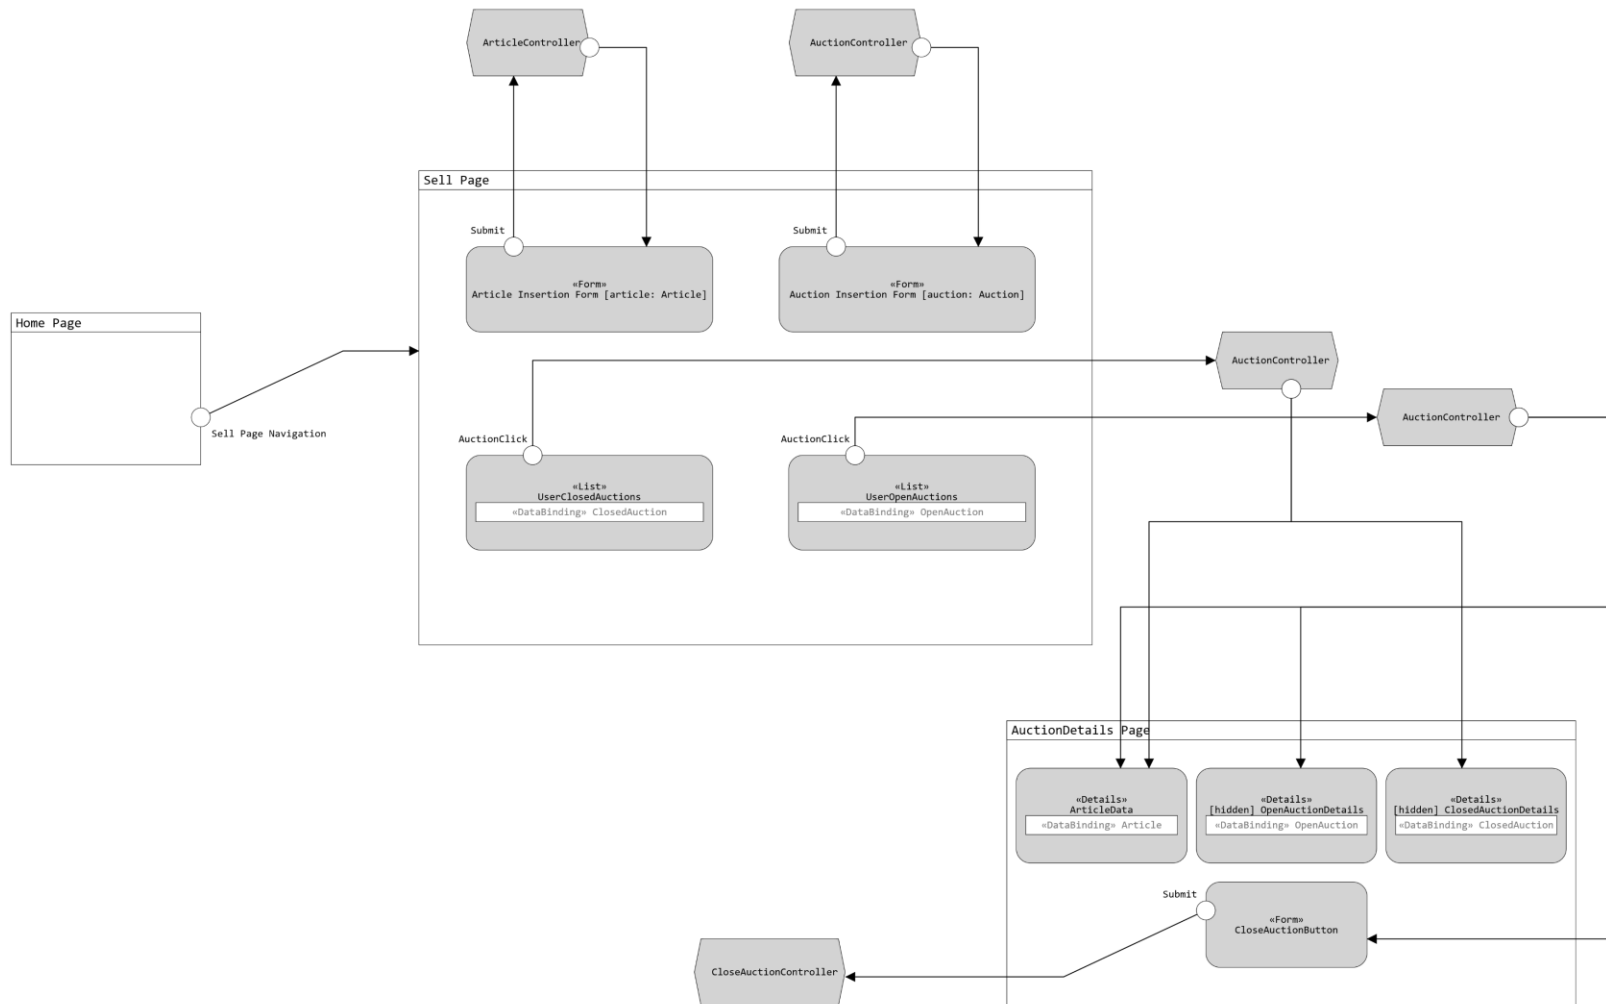 ArticleController
AuctionController
Sell Page
Submit
Submit
«Form»
Article Insertion Form [article: Article]
«Form»
Auction Insertion Form [auction: Auction]
Home Page
Sell Page Navigation
AuctionController
AuctionController
AuctionClick
AuctionClick
«List»
UserClosedAuctions
«DataBinding» ClosedAuction
«List»
UserOpenAuctions
«DataBinding» OpenAuction
AuctionDetails Page
«Details»
ArticleData
«DataBinding» Article
«Details»
[hidden] OpenAuctionDetails
«DataBinding» OpenAuction
«Details»
[hidden] ClosedAuctionDetails
«DataBinding» ClosedAuction
Submit
«Form»
CloseAuctionButton
CloseAuctionController